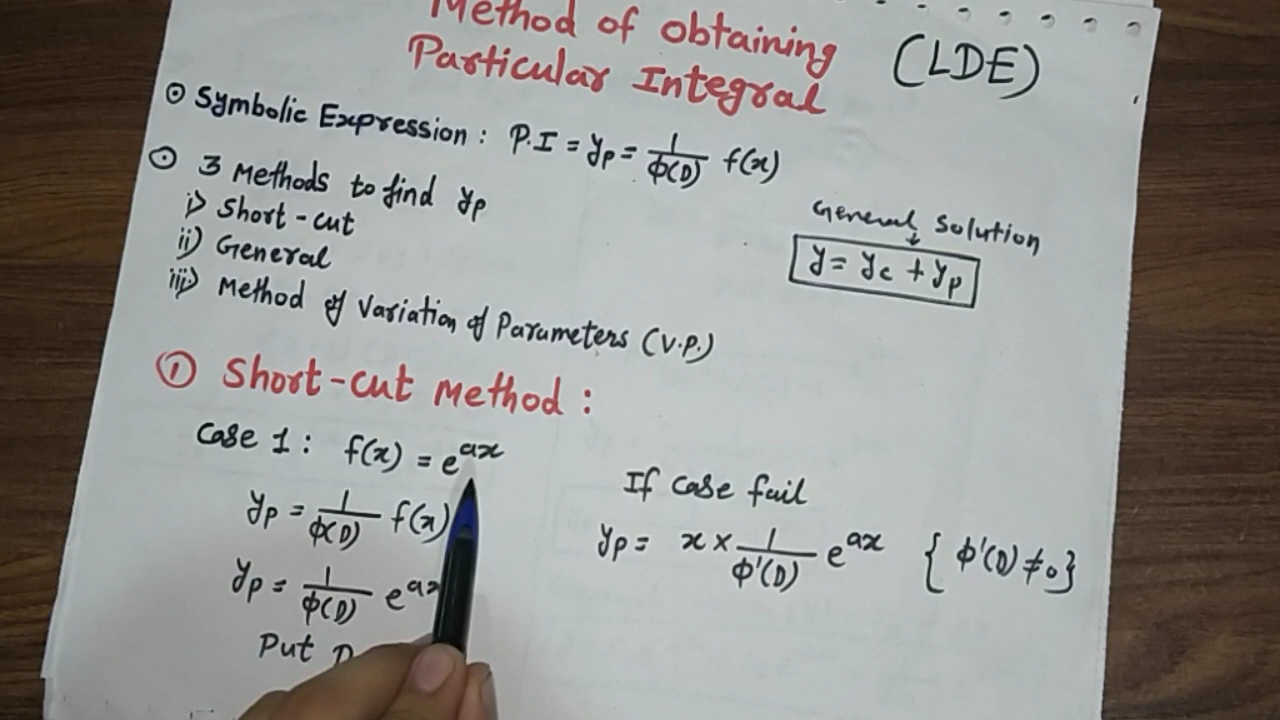 Method of obtaining
Particular Integral
(LDE)
⊙ Symbolic Expression : P.I = yp = 1/ϕ(D) f(x)
⊙ 3 Methods to find yp
i) Short-cut
ii) General
iii) Method of Variation of Parameters (V.P.)
General Solution
↓
y = yc + yp
① Short-cut Method :
Case 1 : f(x) = e^ax
yp = 1/ϕ(D) f(x)
yp = 1/ϕ(D) e^ax
Put D
If case fail
yp = x × 1/ϕ'(D) e^ax { ϕ'(D) ≠ 0 }